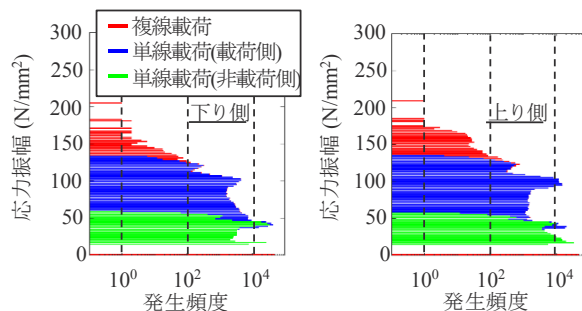 複線載荷
単線載荷(載荷側)
単線載荷(非載荷側)
300
250
200
150
100
50
0
応力振幅 (N/mm²)
下り側
10⁰
10²
10⁴
発生頻度
300
250
200
150
100
50
0
応力振幅 (N/mm²)
上り側
10⁰
10²
10⁴
発生頻度